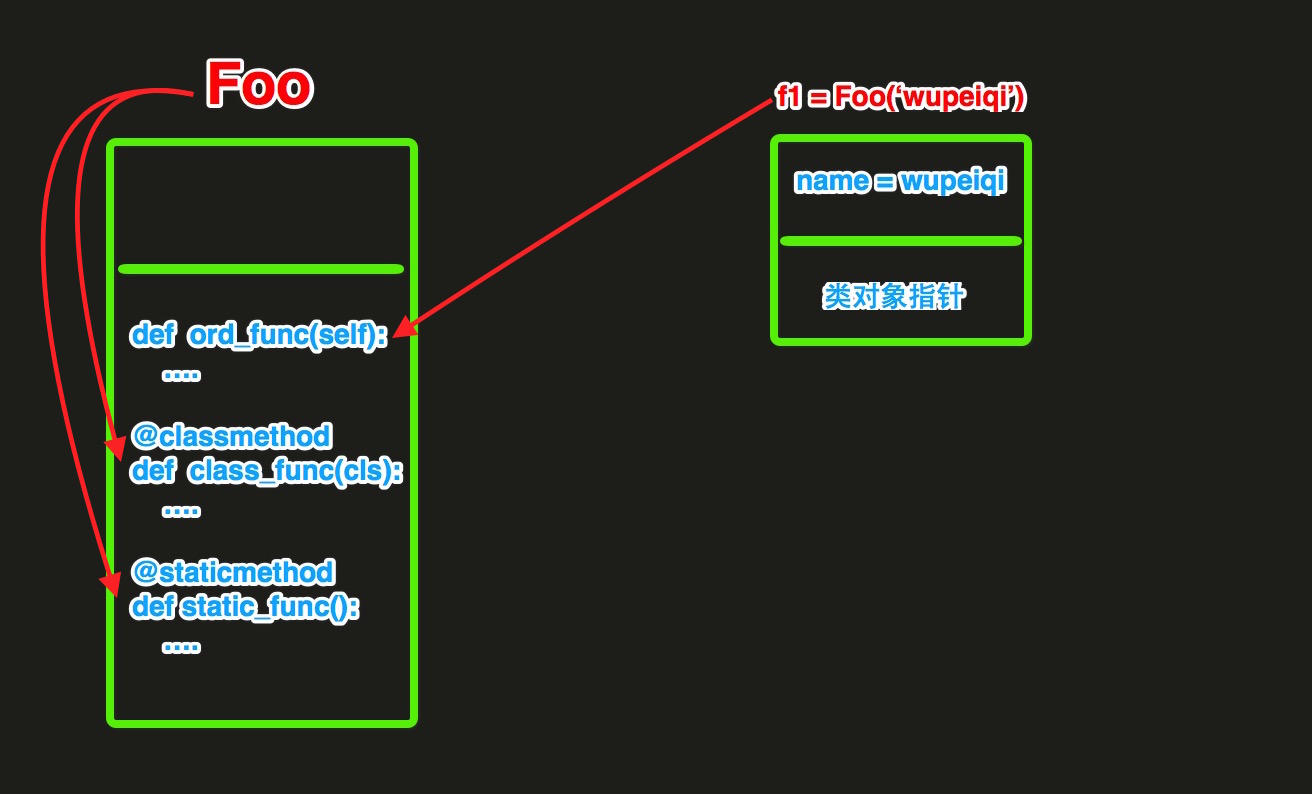 Foo
def ord_func(self):
....
@classmethod
def class_func(cls):
....
@staticmethod
def static_func():
....
f1 = Foo(‘wupeiqi’)
name = wupeiqi
类对象指针